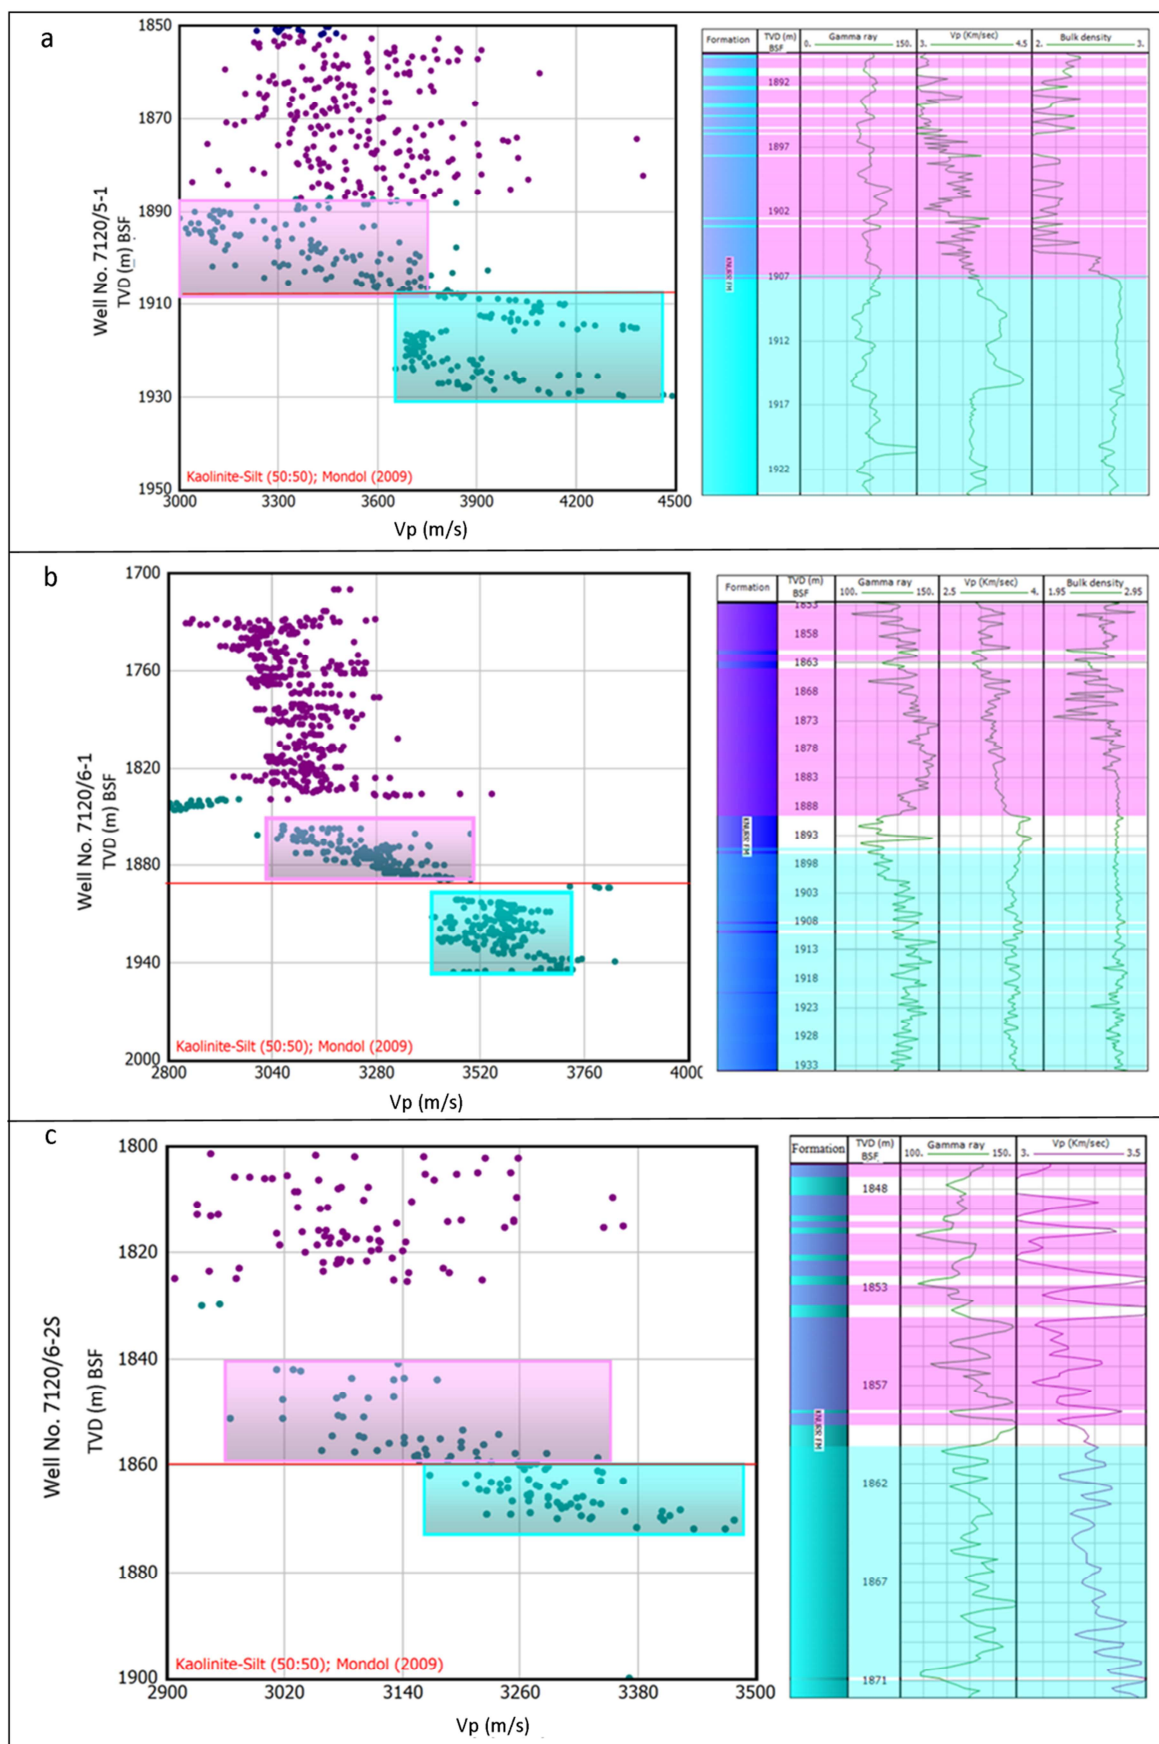 a
Well No. 7120/5-1
TVD (m) BSF
1850
1870
1890
1910
1930
1950
Kaolinite-Silt (50:50); Mondol (2009)
3000 3300 3600 3900 4200 4500
Vp (m/s)
Formation TVD (m) BSF Gamma ray Vp (Km/sec) Bulk density
0. 150. 3. 4.5 2. 3.
1892
1897
1902
KNURR FM
1907
1912
1917
1922
b
Well No. 7120/6-1
TVD (m) BSF
1700
1760
1820
1880
1940
2000
Kaolinite-Silt (50:50); Mondol (2009)
2800 3040 3280 3520 3760 4000
Vp (m/s)
Formation TVD (m) BSF Gamma ray Vp (Km/sec) Bulk density
100. 150. 2.5 4. 1.95 2.95
1853
1858
1863
1868
1873
1878
1883
1888
KNURR FM
1893
1898
1903
1908
1913
1918
1923
1928
1933
c
Well No. 7120/6-2S
TVD (m) BSF
1800
1820
1840
1860
1880
1900
Kaolinite-Silt (50:50); Mondol (2009)
2900 3020 3140 3260 3380 3500
Vp (m/s)
Formation TVD (m) BSF Gamma ray Vp (Km/sec)
100. 150. 3. 3.5
1848
1853
1857
KNURR FM
1862
1867
1871